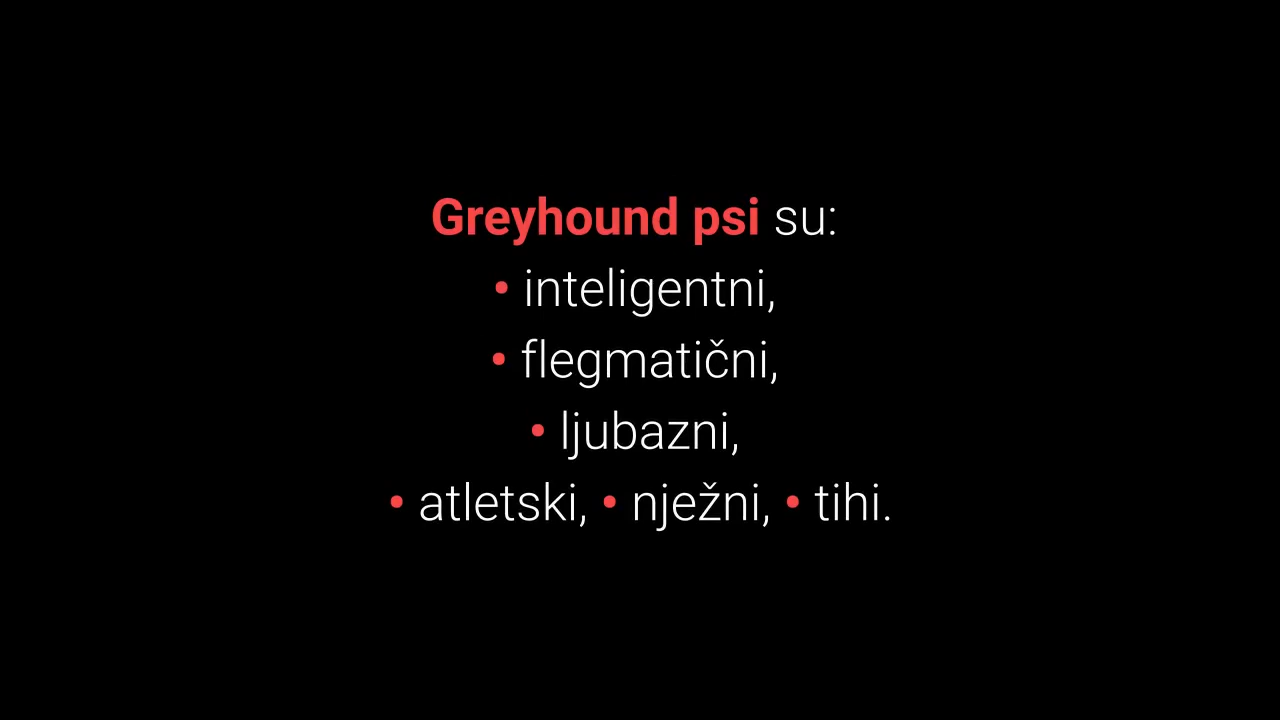 Greyhound psi su:
• inteligentni,
• flegmatični,
• ljubazni,
• atletski, • nježni, • tihi.